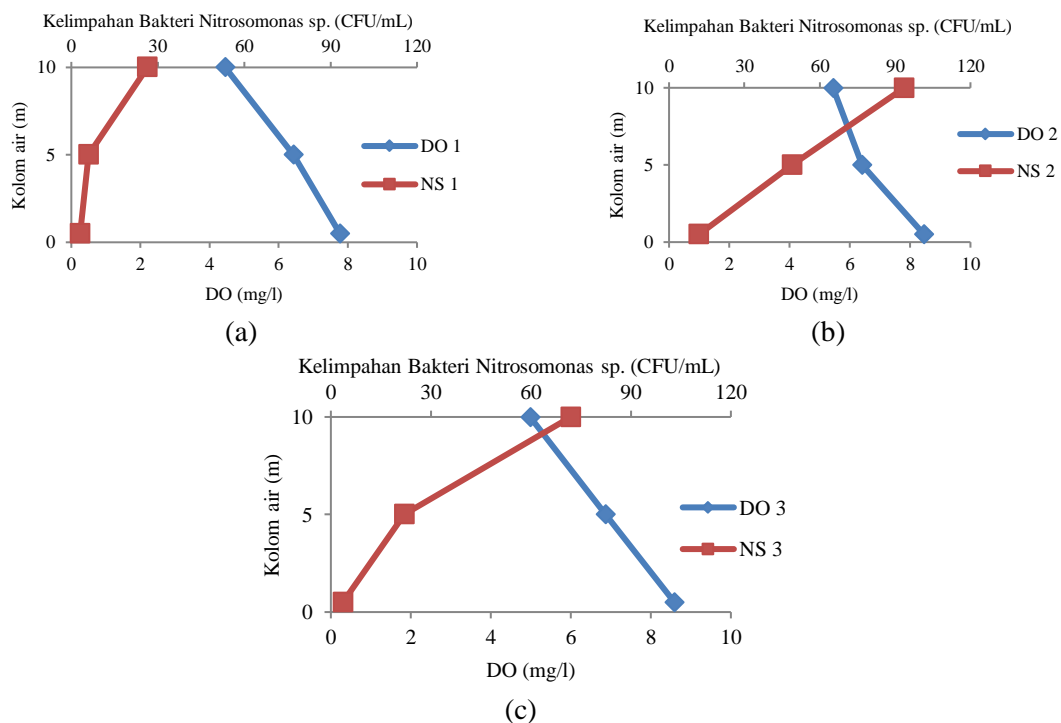 Kelimpahan Bakteri Nitrosomonas sp. (CFU/mL)
0 30 60 90 120
10
5
0
Kolom air (m)
DO 1
NS 1
0 2 4 6 8 10
DO (mg/l)
(a)
Kelimpahan Bakteri Nitrosomonas sp. (CFU/mL)
0 30 60 90 120
10
5
0
Kolom air (m)
DO 2
NS 2
0 2 4 6 8 10
DO (mg/l)
(b)
Kelimpahan Bakteri Nitrosomonas sp. (CFU/mL)
0 30 60 90 120
10
5
0
Kolom air (m)
DO 3
NS 3
0 2 4 6 8 10
DO (mg/l)
(c)